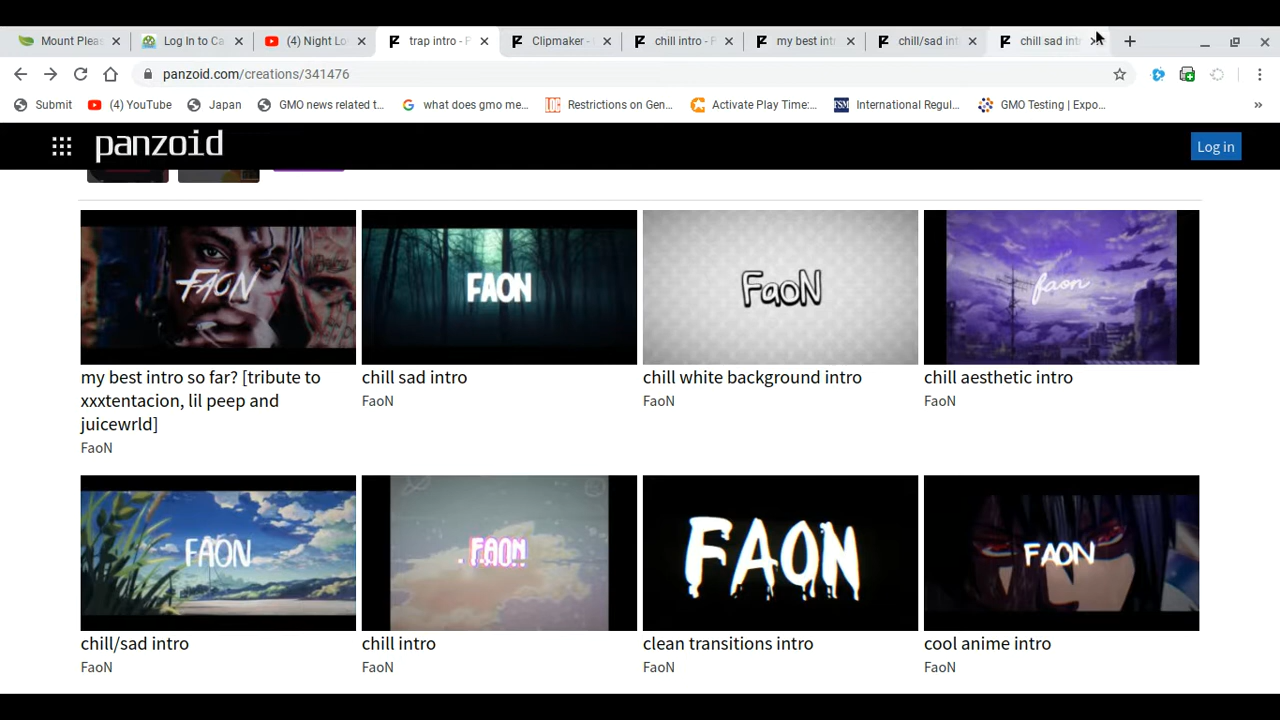 Mount Pleas
Log In to Ca
(4) Night Lo
trap intro - P
Clipmaker -
chill intro - P
my best intr
chill/sad int
chill sad intr
panzoid.com/creations/341476
Submit
(4) YouTube
Japan
GMO news related t...
what does gmo me...
Restrictions on Gen...
Activate Play Time:...
FSM
International Regul...
GMO Testing | Expo...
panzoid
Log in
FAON
FAON
FaoN
faon
my best intro so far? [tribute to
xxxtentacion, lil peep and
juicewrld]
FaoN
chill sad intro
FaoN
chill white background intro
FaoN
chill aesthetic intro
FaoN
FAON
FAON
FAON
FAON
chill/sad intro
FaoN
chill intro
FaoN
clean transitions intro
FaoN
cool anime intro
FaoN